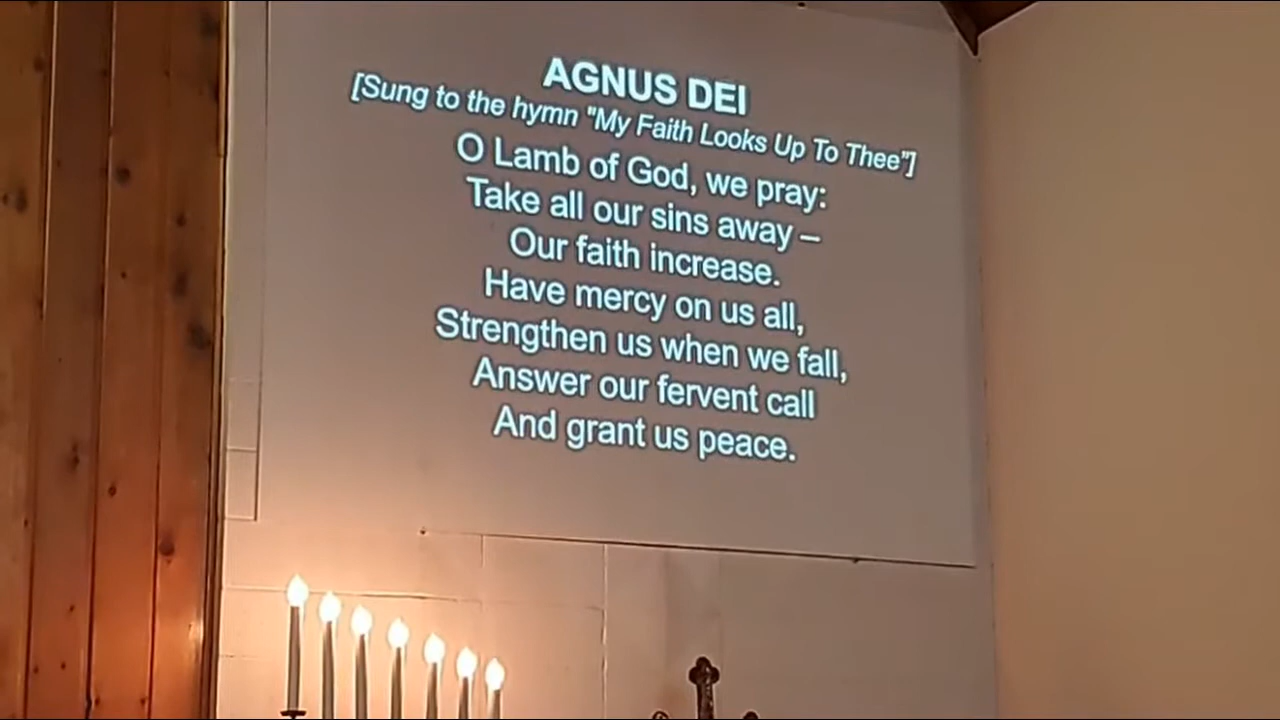 AGNUS DEI
[Sung to the hymn "My Faith Looks Up To Thee"]
O Lamb of God, we pray:
Take all our sins away –
Our faith increase.
Have mercy on us all,
Strengthen us when we fall,
Answer our fervent call
And grant us peace.